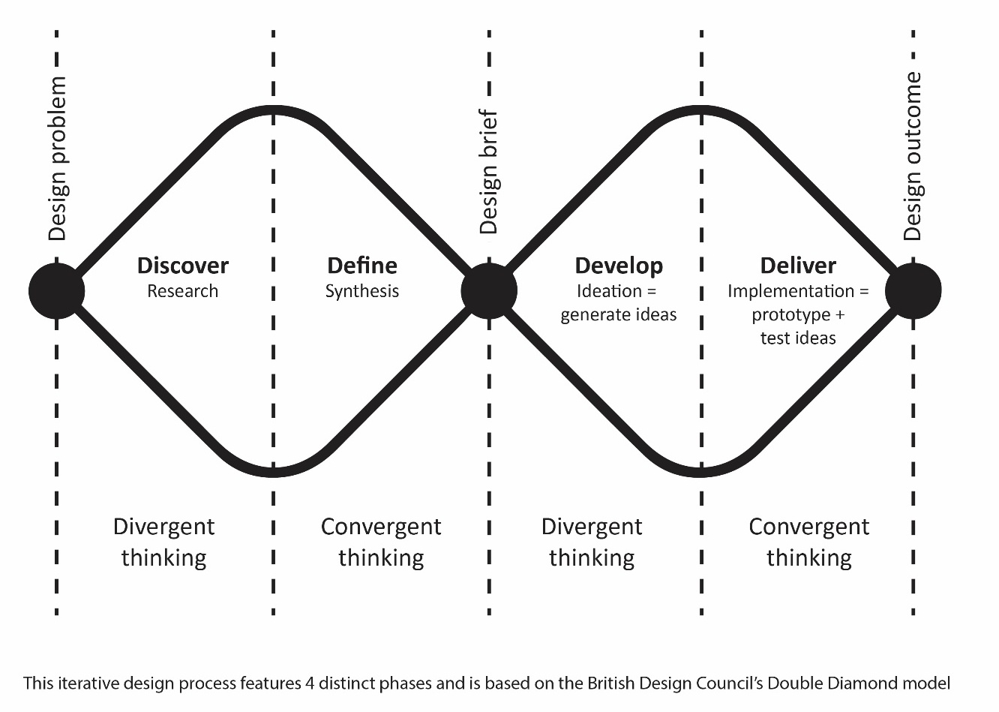 Design problem
Design brief
Design outcome
Discover
Research
Define
Synthesis
Develop
Ideation =
generate ideas
Deliver
Implementation =
prototype +
test ideas
Divergent
thinking
Convergent
thinking
Divergent
thinking
Convergent
thinking
This iterative design process features 4 distinct phases and is based on the British Design Council's Double Diamond model